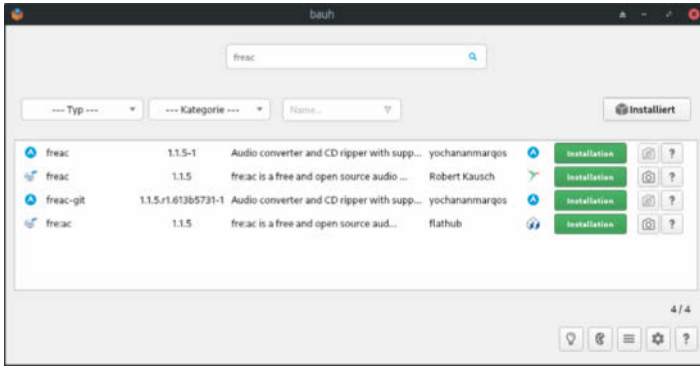 bauh
freac
--- Typ --- --- Kategorie --- Name... Installiert
freac 1.1.5-1 Audio converter and CD ripper with supp... yochananmarqos Installation ?
freac 1.1.5 fre:ac is a free and open source audio ... Robert Kausch Installation ?
freac-git 1.1.5.r1.613b5731-1 Audio converter and CD ripper with supp... yochananmarqos Installation ?
fre:ac 1.1.5 fre:ac is a free and open source aud... flathub Installation ?
4/4
?